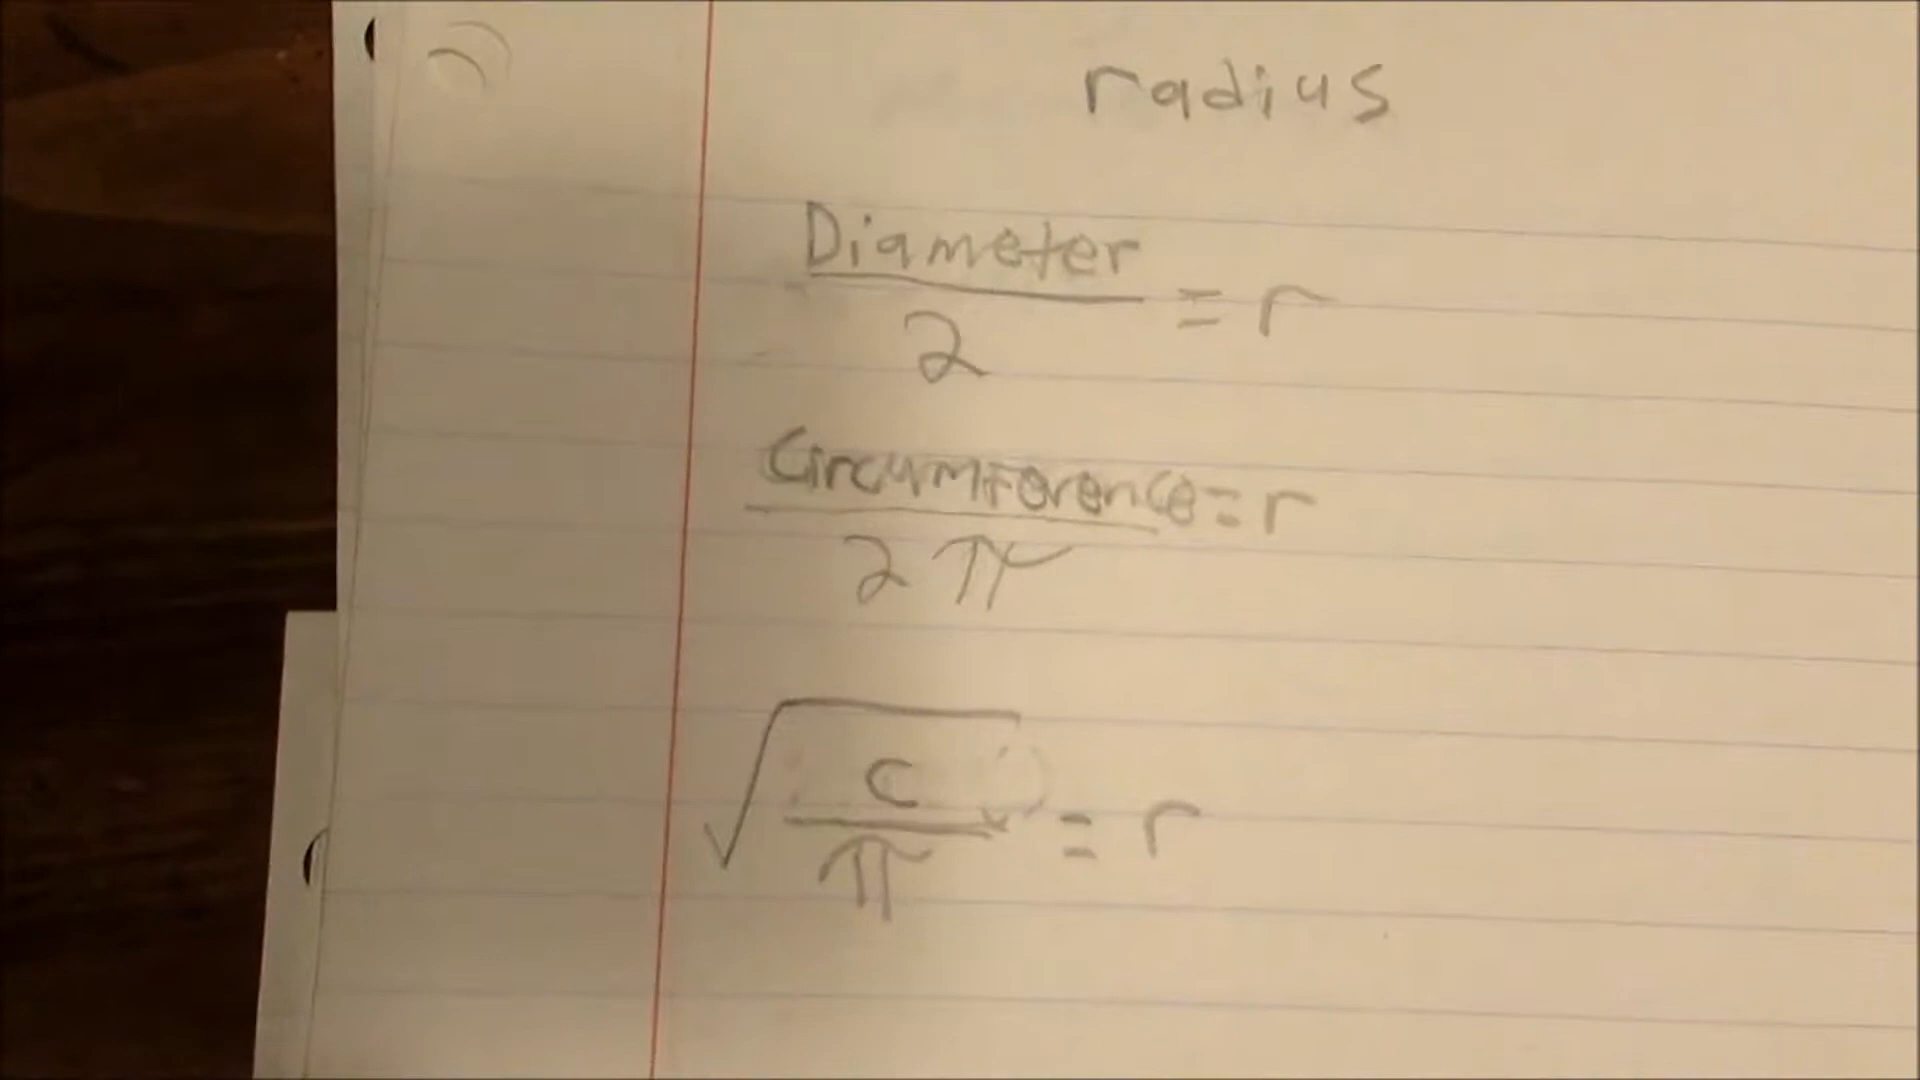 radius
Diameter
2
= r
Circumference = r
2π
√
c
π
= r